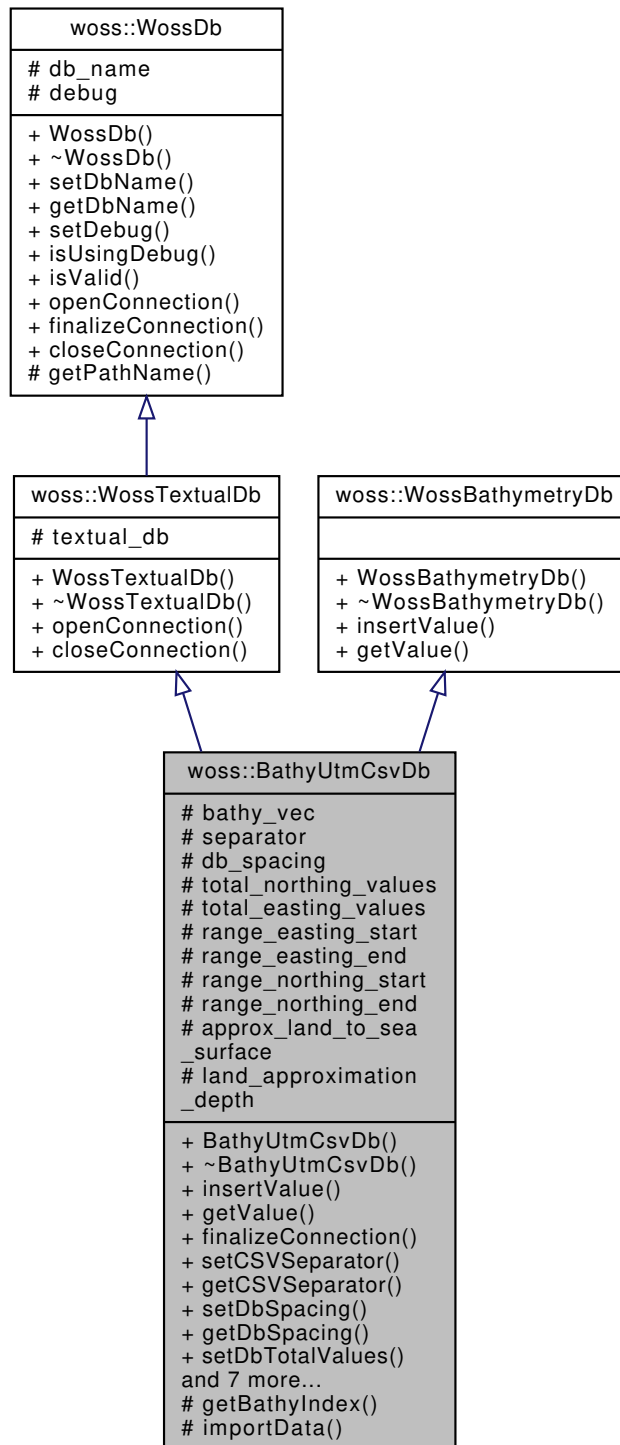 woss::WossDb
# db_name
# debug
+ WossDb()
+ ~WossDb()
+ setDbName()
+ getDbName()
+ setDebug()
+ isUsingDebug()
+ isValid()
+ openConnection()
+ finalizeConnection()
+ closeConnection()
# getPathName()
woss::WossTextualDb
# textual_db
+ WossTextualDb()
+ ~WossTextualDb()
+ openConnection()
+ closeConnection()
woss::WossBathymetryDb
+ WossBathymetryDb()
+ ~WossBathymetryDb()
+ insertValue()
+ getValue()
woss::BathyUtmCsvDb
# bathy_vec
# separator
# db_spacing
# total_northing_values
# total_easting_values
# range_easting_start
# range_easting_end
# range_northing_start
# range_northing_end
# approx_land_to_sea
_surface
# land_approximation
_depth
+ BathyUtmCsvDb()
+ ~BathyUtmCsvDb()
+ insertValue()
+ getValue()
+ finalizeConnection()
+ setCSVSeparator()
+ getCSVSeparator()
+ setDbSpacing()
+ getDbSpacing()
+ setDbTotalValues()
and 7 more...
# getBathyIndex()
# importData()